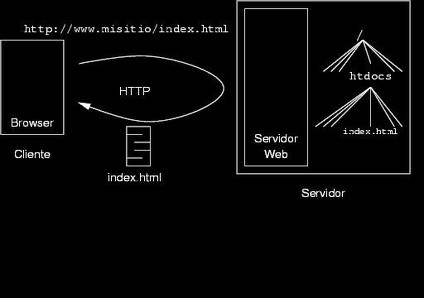 http://www.misitio/index.html
/
htdocs
HTTP
index.html
Browser
Servidor
Web
Cliente
index.html
Servidor